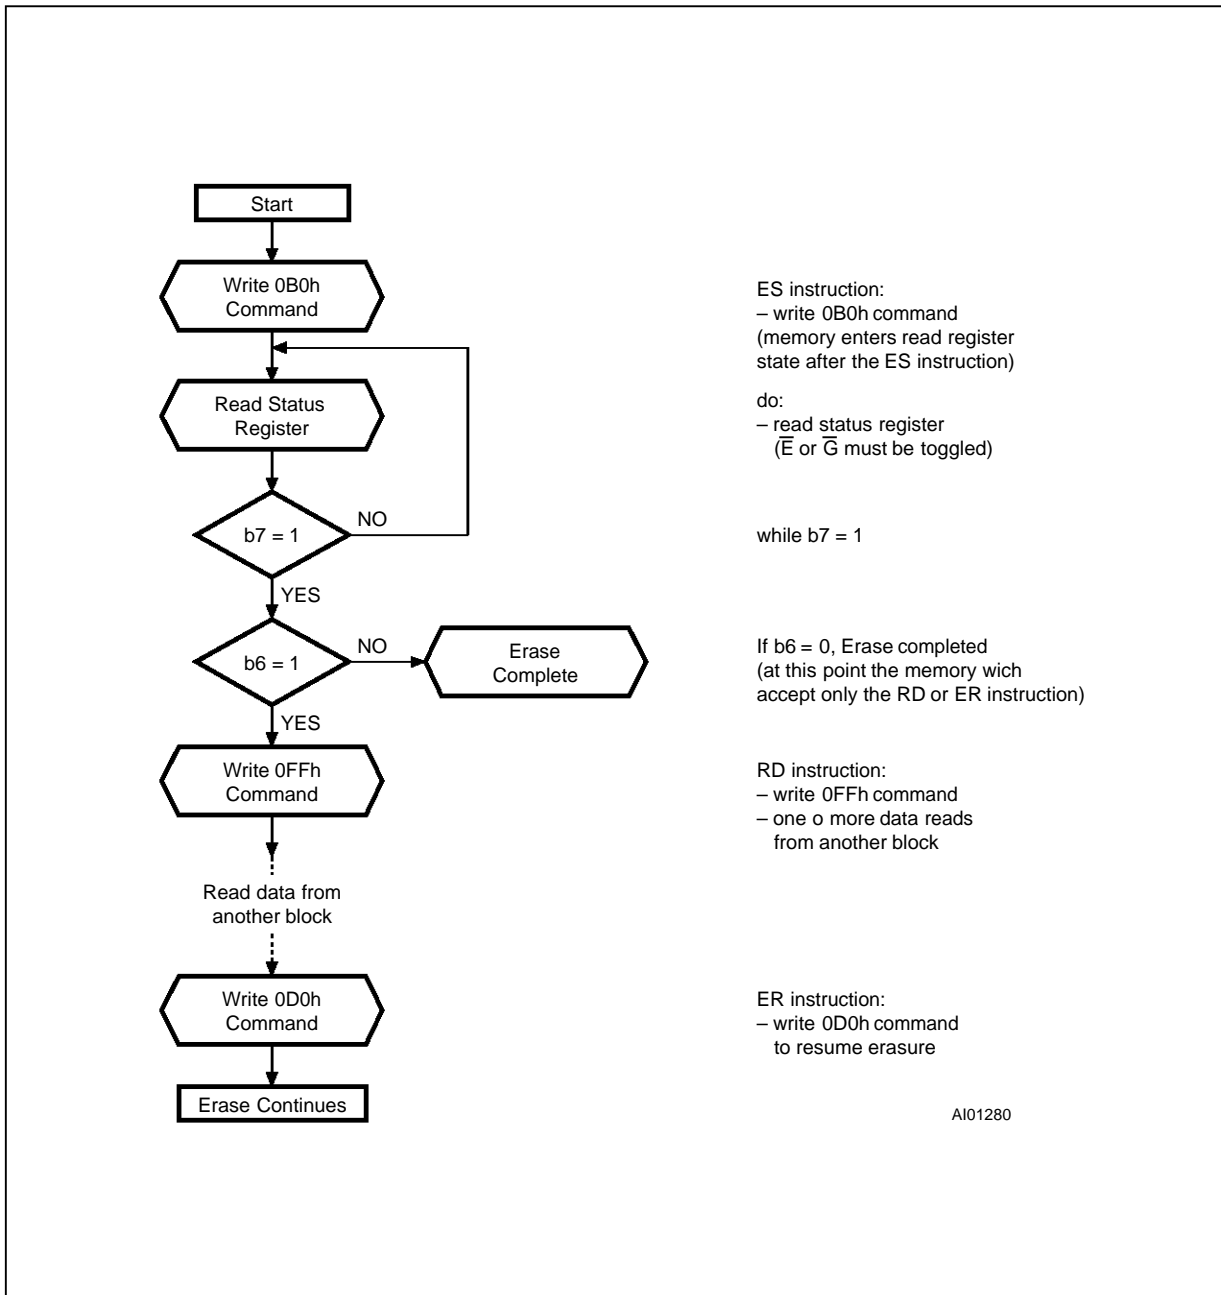 Start
Write 0B0h
Command
ES instruction:
– write 0B0h command
(memory enters read register
state after the ES instruction)
Read Status
Register
do:
– read status register
(E̅ or G̅ must be toggled)
b7 = 1
NO
while b7 = 1
YES
b6 = 1
NO
Erase
Complete
If b6 = 0, Erase completed
(at this point the memory wich
accept only the RD or ER instruction)
YES
Write 0FFh
Command
RD instruction:
– write 0FFh command
– one o more data reads
from another block
Read data from
another block
Write 0D0h
Command
ER instruction:
– write 0D0h command
to resume erasure
Erase Continues
AI01280